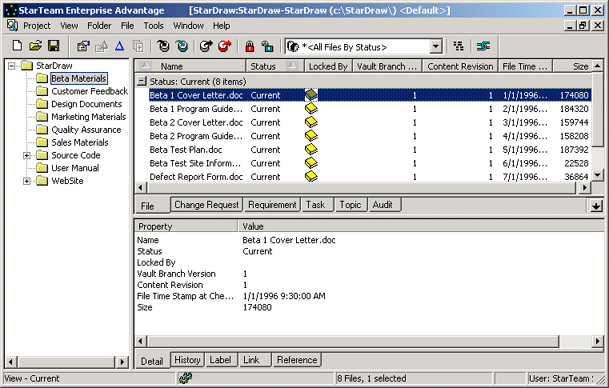 StarTeam Enterprise Advantage [StarDraw:StarDraw-StarDraw (c:\StarDraw\) <Default>]
Project View Folder File Tools Window Help
*<All Files By Status>
StarDraw
Beta Materials
Customer Feedback
Design Documents
Marketing Materials
Quality Assurance
Sales Materials
Source Code
User Manual
WebSite
Name Status Locked By Vault Branch ... Content Revision File Time ... Size
Status: Current (8 items)
Beta 1 Cover Letter.doc Current 1 1 1/1/1996... 174080
Beta 1 Program Guide... Current 1 1 2/1/1996... 184320
Beta 2 Cover Letter.doc Current 1 1 3/1/1996... 159744
Beta 2 Program Guide... Current 1 1 4/1/1996... 158208
Beta Test Plan.doc Current 1 1 5/1/1996... 187392
Beta Test Site Inform... Current 1 1 6/1/1996... 22528
Defect Report Form.doc Current 1 1 7/1/1996... 36864
File Change Request Requirement Task Topic Audit
Property Value
Name Beta 1 Cover Letter.doc
Status Current
Locked By
Vault Branch Version 1
Content Revision 1
File Time Stamp at Che... 1/1/1996 9:30:00 AM
Size 174080
Detail History Label Link Reference
View - Current 8 Files, 1 selected User: StarTeam